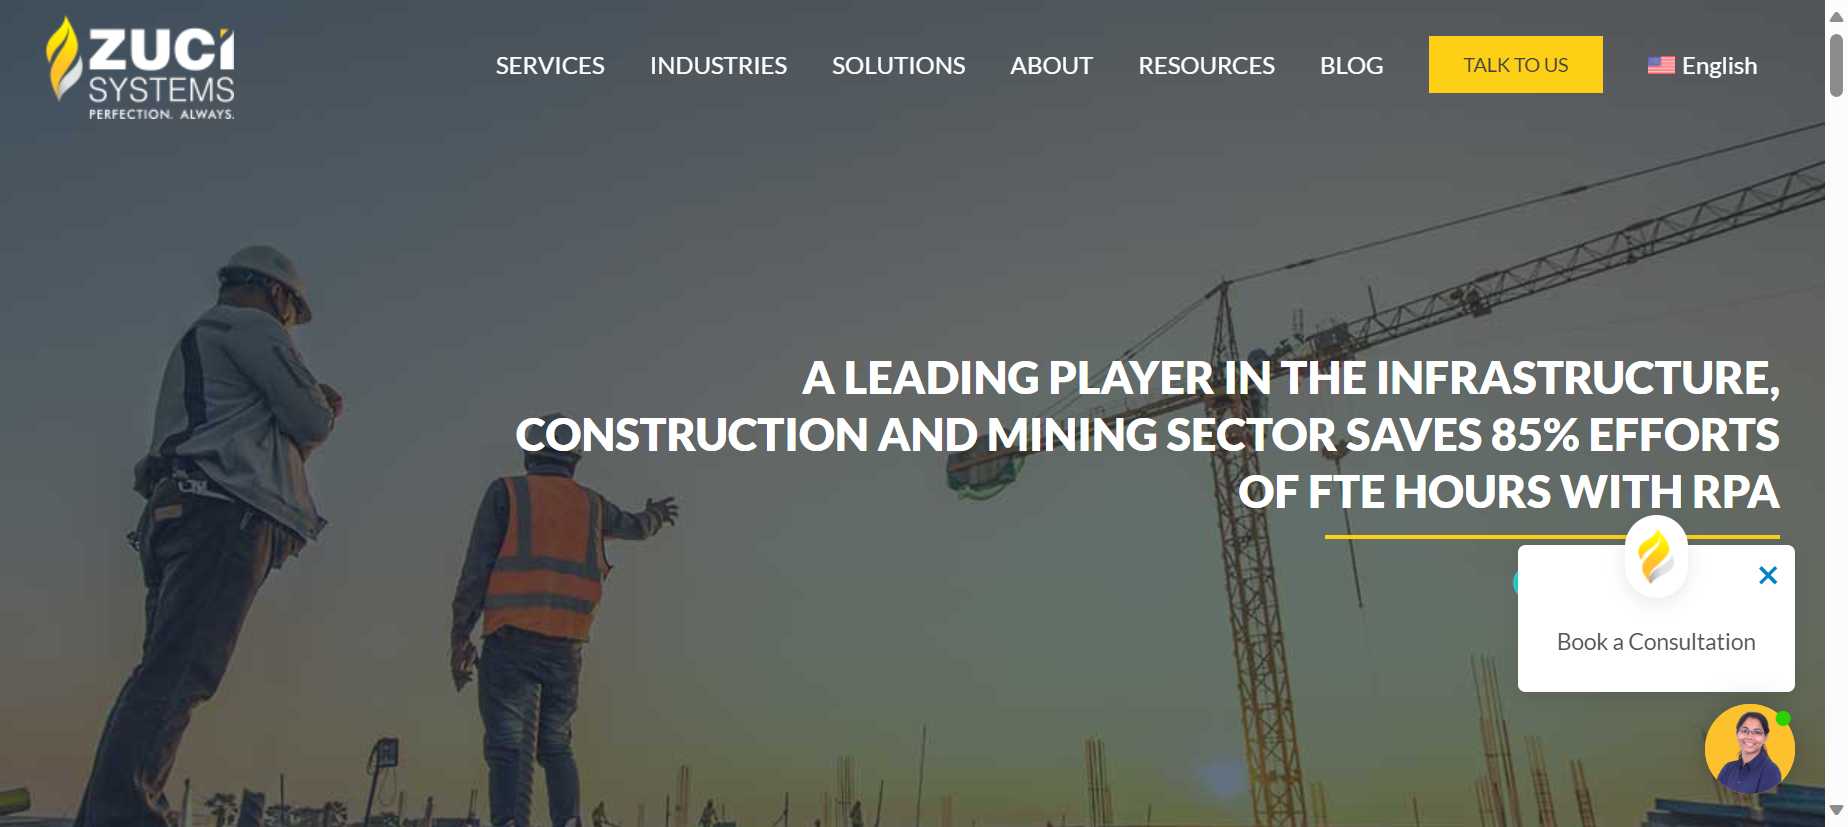 ZUCi
SYSTEMS
PERFECTION. ALWAYS.
SERVICES
INDUSTRIES
SOLUTIONS
ABOUT
RESOURCES
BLOG
TALK TO US
English
A LEADING PLAYER IN THE INFRASTRUCTURE,
CONSTRUCTION AND MINING SECTOR SAVES 85% EFFORTS
OF FTE HOURS WITH RPA
Book a Consultation